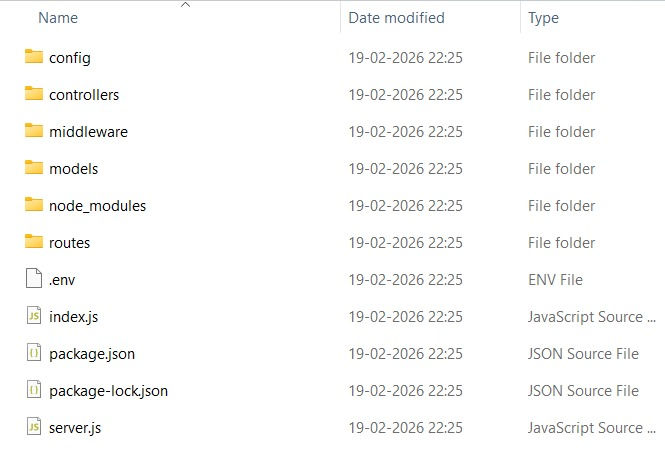 Name Date modified Type
config 19-02-2026 22:25 File folder
controllers 19-02-2026 22:25 File folder
middleware 19-02-2026 22:25 File folder
models 19-02-2026 22:25 File folder
node_modules 19-02-2026 22:25 File folder
routes 19-02-2026 22:25 File folder
.env 19-02-2026 22:25 ENV File
JS index.js 19-02-2026 22:25 JavaScript Source ...
{} package.json 19-02-2026 22:25 JSON Source File
{} package-lock.json 19-02-2026 22:25 JSON Source File
JS server.js 19-02-2026 22:25 JavaScript Source ...